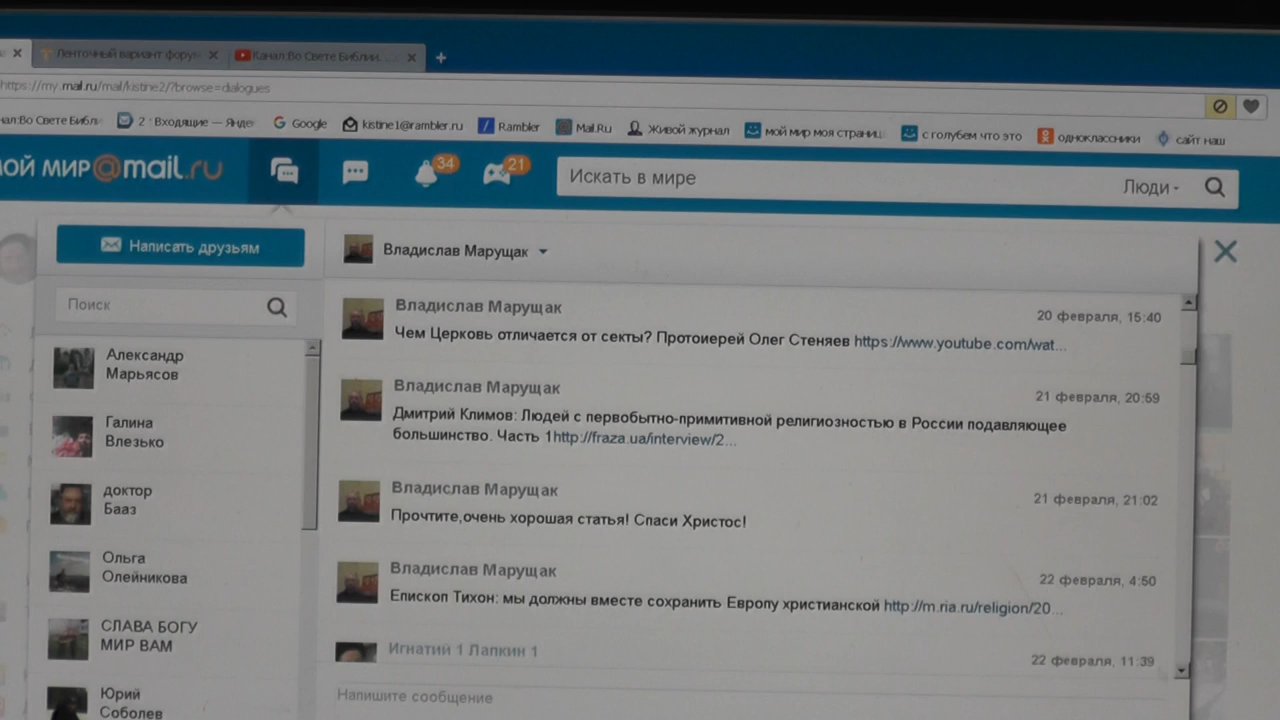 Ленточный вариант форум
Канал:Во Свете Библии.
https://my.mail.ru/mail/kistine2/?browse=dialogues
нал:Во Свете Библи
2 · Входящие — Янде
Google
kistine1@rambler.ru
Rambler
Mail.Ru
Живой журнал
мой мир моя страниц
с голубем что это
одноклассники
сайт наш
МОЙ МИР@mail.ru
34
21
Искать в мире
Люди
Написать друзьям
Владислав Марущак
Поиск
Александр
Марьясов
Галина
Влезько
доктор
Бааз
Ольга
Олейникова
СЛАВА БОГУ
МИР ВАМ
Юрий
Соболев
Владислав Марущак
20 февраля, 15:40
Чем Церковь отличается от секты? Протоиерей Олег Стеняев https://www.youtube.com/wat...
Владислав Марущак
21 февраля, 20:59
Дмитрий Климов: Людей с первобытно-примитивной религиозностью в России подавляющее
большинство. Часть 1http://fraza.ua/interview/2...
Владислав Марущак
21 февраля, 21:02
Прочтите,очень хорошая статья! Спаси Христос!
Владислав Марущак
22 февраля, 4:50
Епископ Тихон: мы должны вместе сохранить Европу христианской http://m.ria.ru/religion/20...
Игнатий 1 Лапкин 1
22 февраля, 11:39
Напишите сообщение